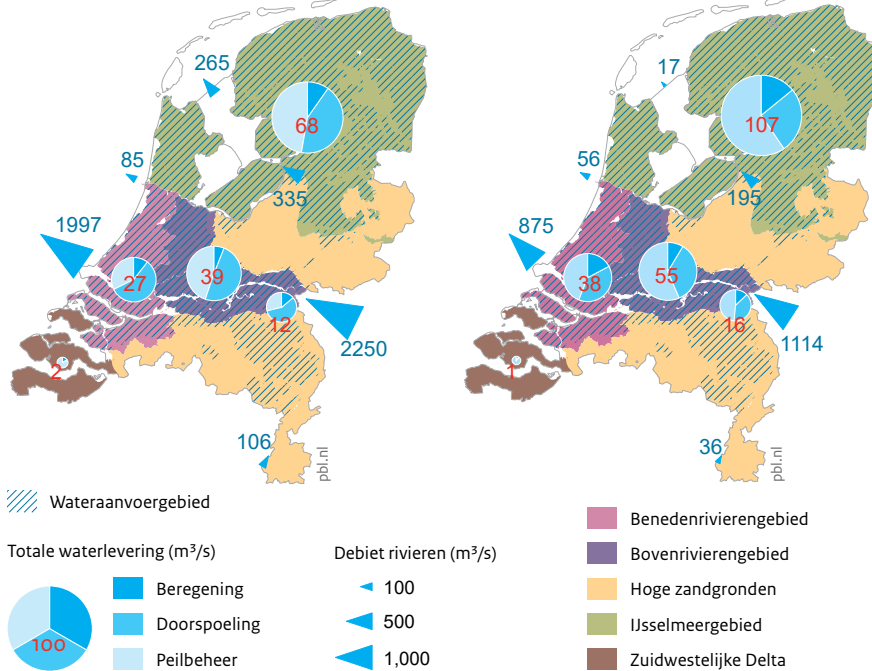 265
68
85
335
1997
27
39
12
2250
2
106
pbl.nl
17
107
56
195
875
38
55
16
1114
1
36
pbl.nl
Wateraanvoergebied
Totale waterlevering (m³/s)
100
Beregening
Doorspoeling
Peilbeheer
Debiet rivieren (m³/s)
100
500
1,000
Benedenrivierengebied
Bovenrivierengebied
Hoge zandgronden
IJsselmeergebied
Zuidwestelijke Delta